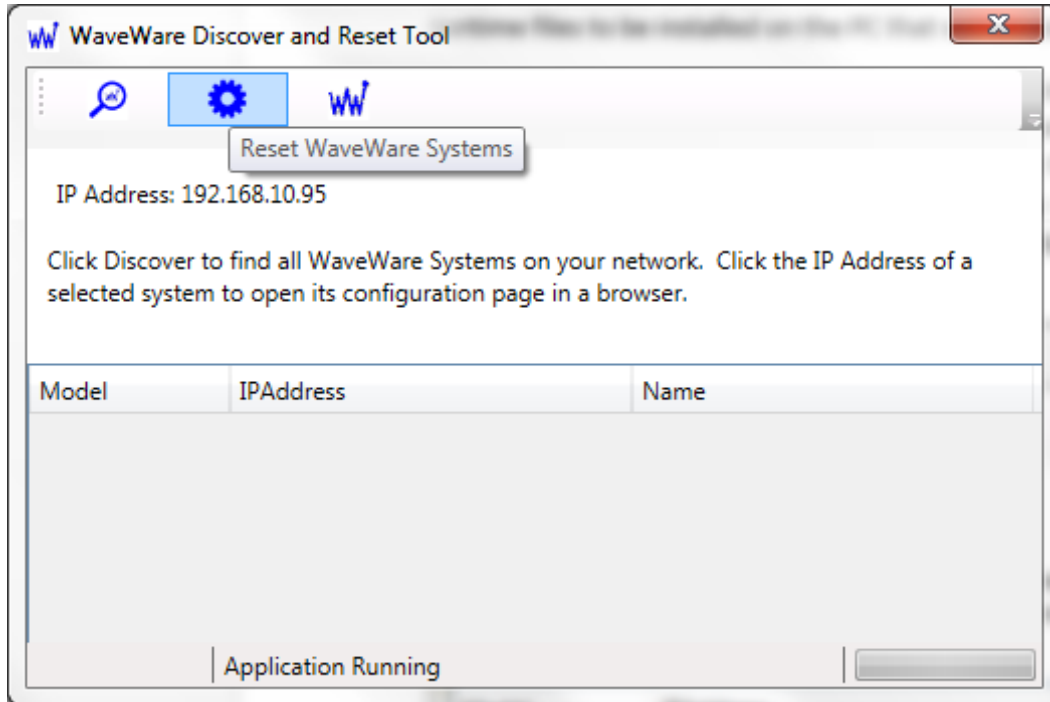 WaveWare Discover and Reset Tool
Reset WaveWare Systems
IP Address: 192.168.10.95
Click Discover to find all WaveWare Systems on your network.  Click the IP Address of a
selected system to open its configuration page in a browser.
Model IPAddress Name
Application Running